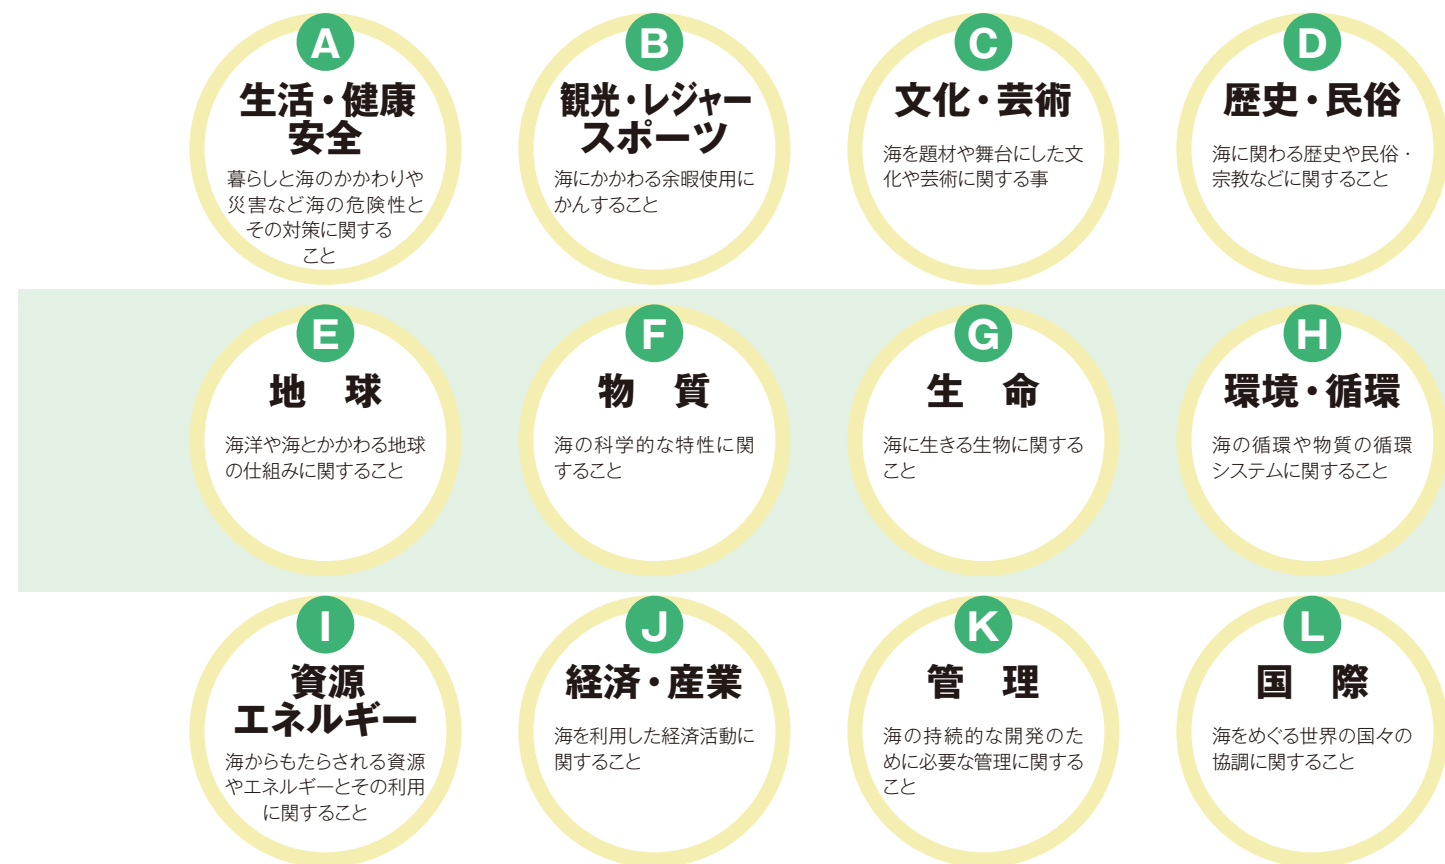 A
生活・健康
安全
暮らしと海のかかわりや
災害など海の危険性と
その対策に関する
こと
B
観光・レジャー
スポーツ
海にかかわる余暇使用に
かんすること
C
文化・芸術
海を題材や舞台にした文
化や芸術に関する事
D
歴史・民俗
海に関わる歴史や民俗・
宗教などに関すること
E
地　球
海洋や海とかかわる地球
の仕組みに関すること
F
物　質
海の科学的な特性に関
すること
G
生　命
海に生きる生物に関する
こと
H
環境・循環
海の循環や物質の循環
システムに関すること
I
資源
エネルギー
海からもたらされる資源
やエネルギーとその利用
に関すること
J
経済・産業
海を利用した経済活動に
関すること
K
管　理
海の持続的な開発のた
めに必要な管理に関する
こと
L
国　際
海をめぐる世界の国々の
協調に関すること